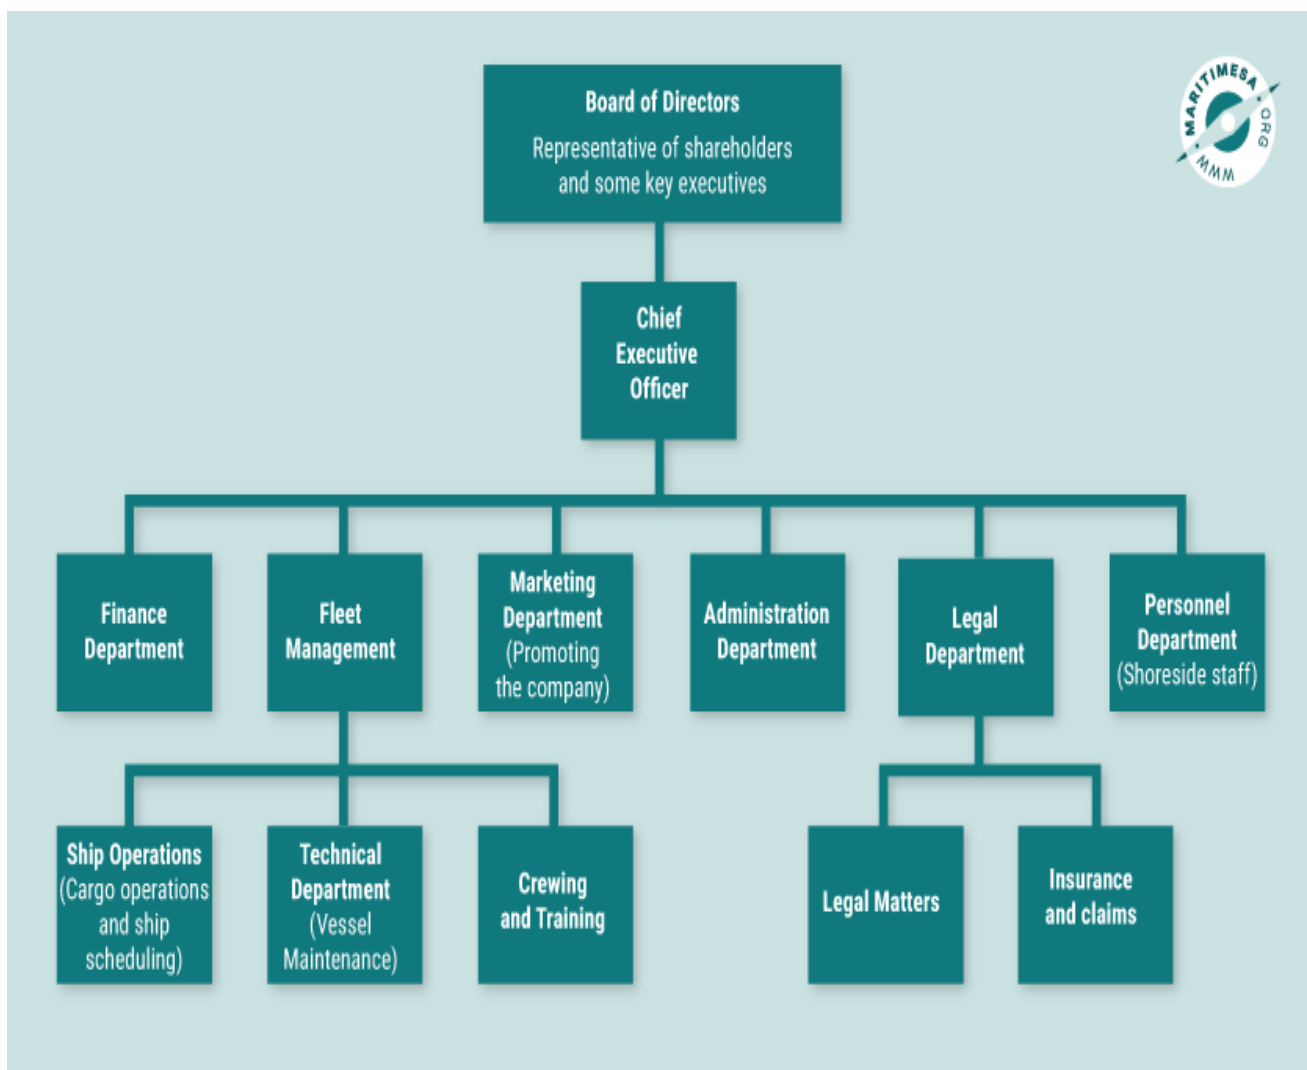 Board of Directors
Representative of shareholders
and some key executives
WWW.MARITIMESA.ORG
Chief
Executive
Officer
Finance
Department
Fleet
Management
Marketing
Department
(Promoting
the company)
Administration
Department
Legal
Department
Personnel
Department
(Shoreside staff)
Ship Operations
(Cargo operations
and ship
scheduling)
Technical
Department
(Vessel
Maintenance)
Crewing
and Training
Legal Matters
Insurance
and claims